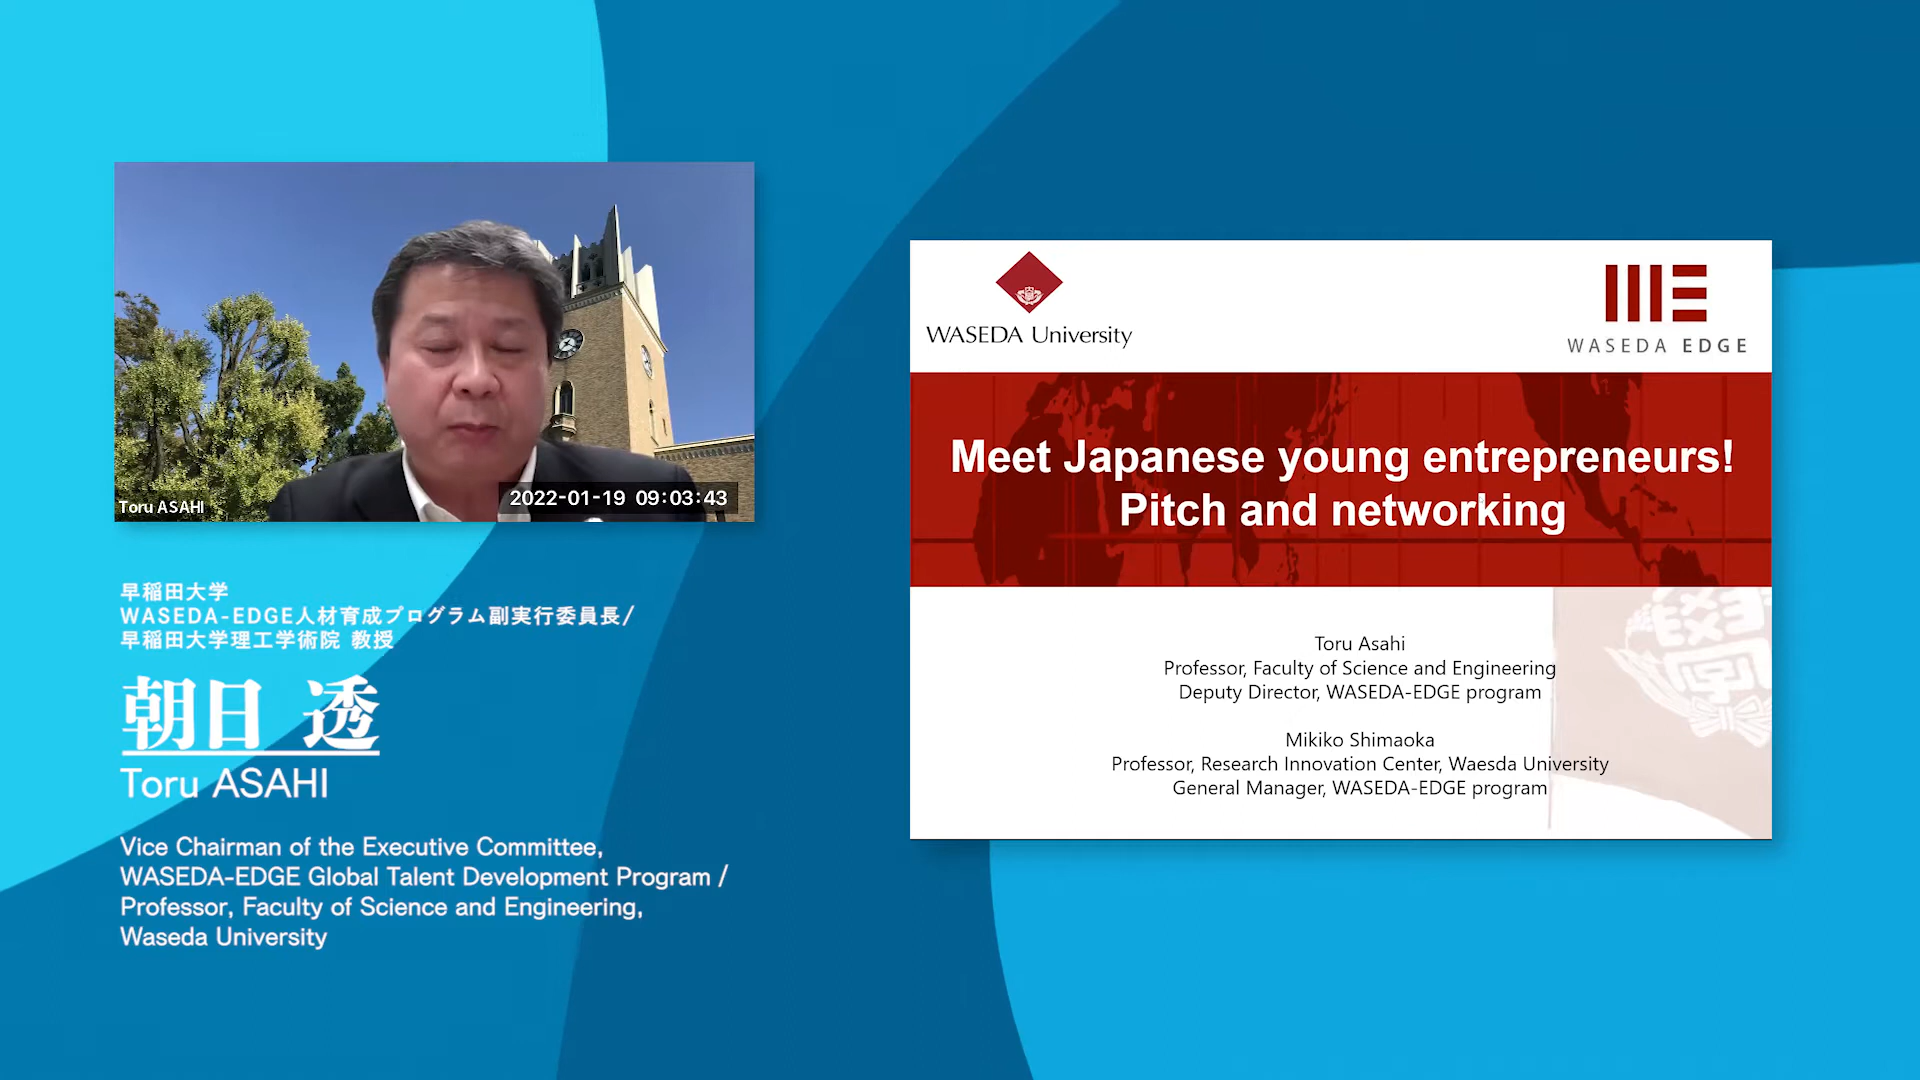 Toru ASAHI
2022-01-19 09:03:43
早稲田大学
WASEDA-EDGE人材育成プログラム副実行委員長/
早稲田大学理工学術院 教授
朝日 透
Toru ASAHI
Vice Chairman of the Executive Committee,
WASEDA-EDGE Global Talent Development Program /
Professor, Faculty of Science and Engineering,
Waseda University
WASEDA University
WASEDA EDGE
Meet Japanese young entrepreneurs!
Pitch and networking
Toru Asahi
Professor, Faculty of Science and Engineering
Deputy Director, WASEDA-EDGE program
Mikiko Shimaoka
Professor, Research Innovation Center, Waesda University
General Manager, WASEDA-EDGE program